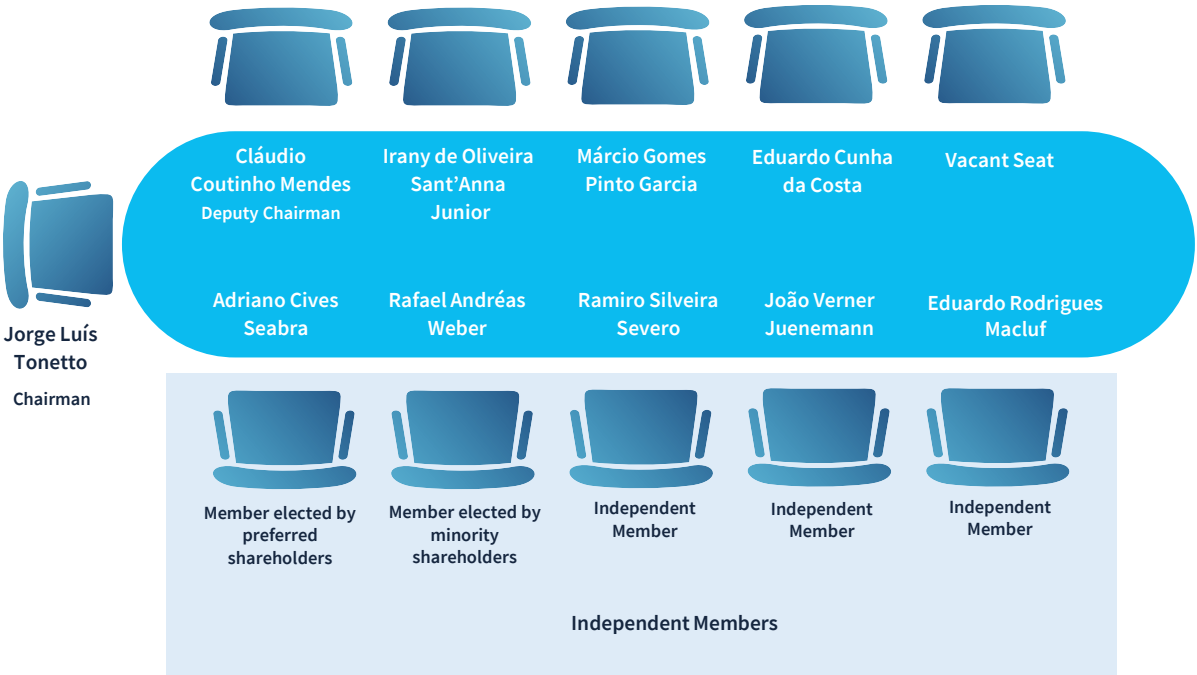 Cláudio
Coutinho Mendes
Deputy Chairman
Irany de Oliveira
Sant’Anna
Junior
Márcio Gomes
Pinto Garcia
Eduardo Cunha
da Costa
Vacant Seat
Jorge Luís
Tonetto
Chairman
Adriano Cives
Seabra
Rafael Andréas
Weber
Ramiro Silveira
Severo
João Verner
Juenemann
Eduardo Rodrigues
Macluf
Member elected by
preferred
shareholders
Member elected by
minority
shareholders
Independent
Member
Independent
Member
Independent
Member
Independent Members